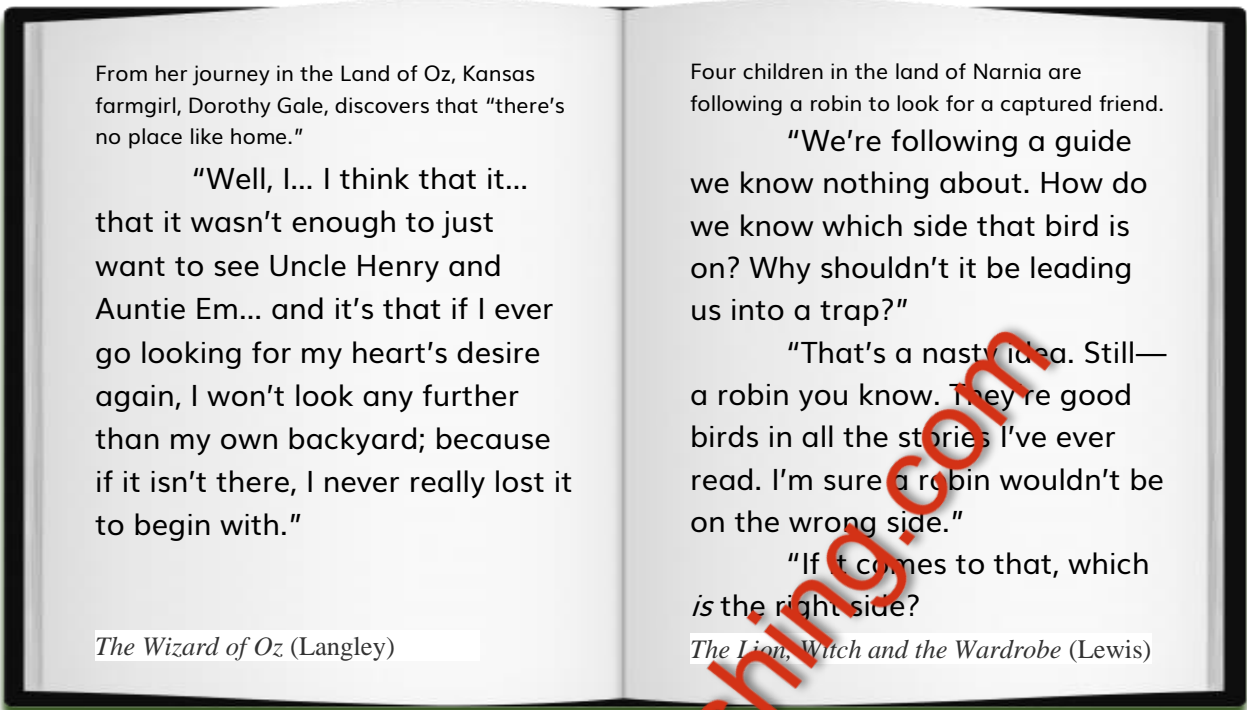 From her journey in the Land of Oz, Kansas
farmgirl, Dorothy Gale, discovers that “there’s
no place like home.”
“Well, I... I think that it...
that it wasn’t enough to just
want to see Uncle Henry and
Auntie Em... and it’s that if I ever
go looking for my heart’s desire
again, I won’t look any further
than my own backyard; because
if it isn’t there, I never really lost it
to begin with.”
The Wizard of Oz (Langley)
Four children in the land of Narnia are
following a robin to look for a captured friend.
“We’re following a guide
we know nothing about. How do
we know which side that bird is
on? Why shouldn’t it be leading
us into a trap?”
“That’s a nasty idea. Still—
a robin you know. They’re good
birds in all the stories I’ve ever
read. I’m sure a robin wouldn’t be
on the wrong side.”
“If it comes to that, which
is the right side?
The Lion, Witch and the Wardrobe (Lewis)
shing.com